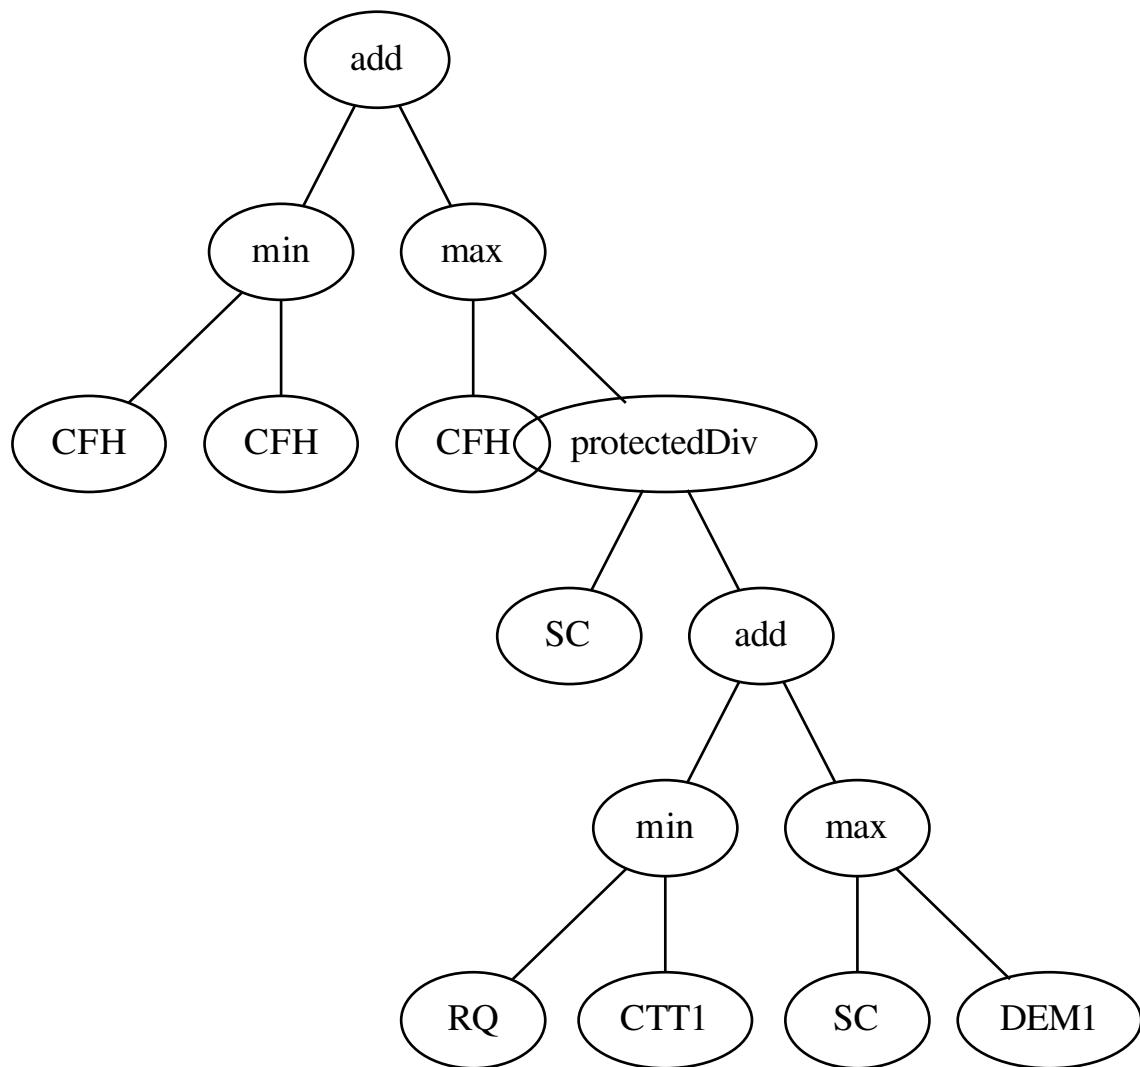 add
min max
CFH CFH CFH protectedDiv
SC add
min max
RQ CTT1 SC DEM1